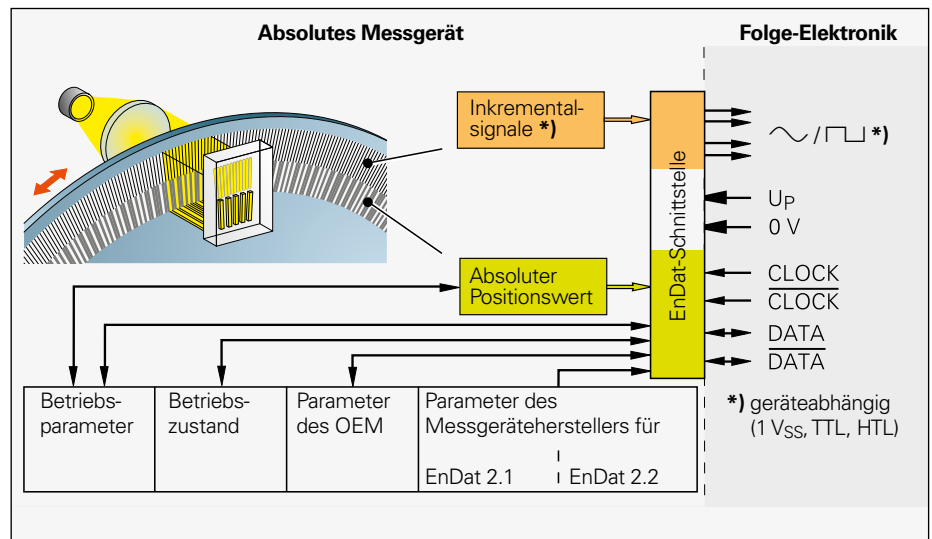 Absolutes Messgerät
Folge-Elektronik
Inkremental-
signale *)
EnDat-Schnittstelle
/ *)
UP
0 V
Absoluter
Positionswert
CLOCK
CLOCK
DATA
DATA
Betriebs-
parameter
Betriebs-
zustand
Parameter
des OEM
Parameter des
Messgeräteherstellers für
EnDat 2.1
EnDat 2.2
*) geräteabhängig
(1 VSS, TTL, HTL)